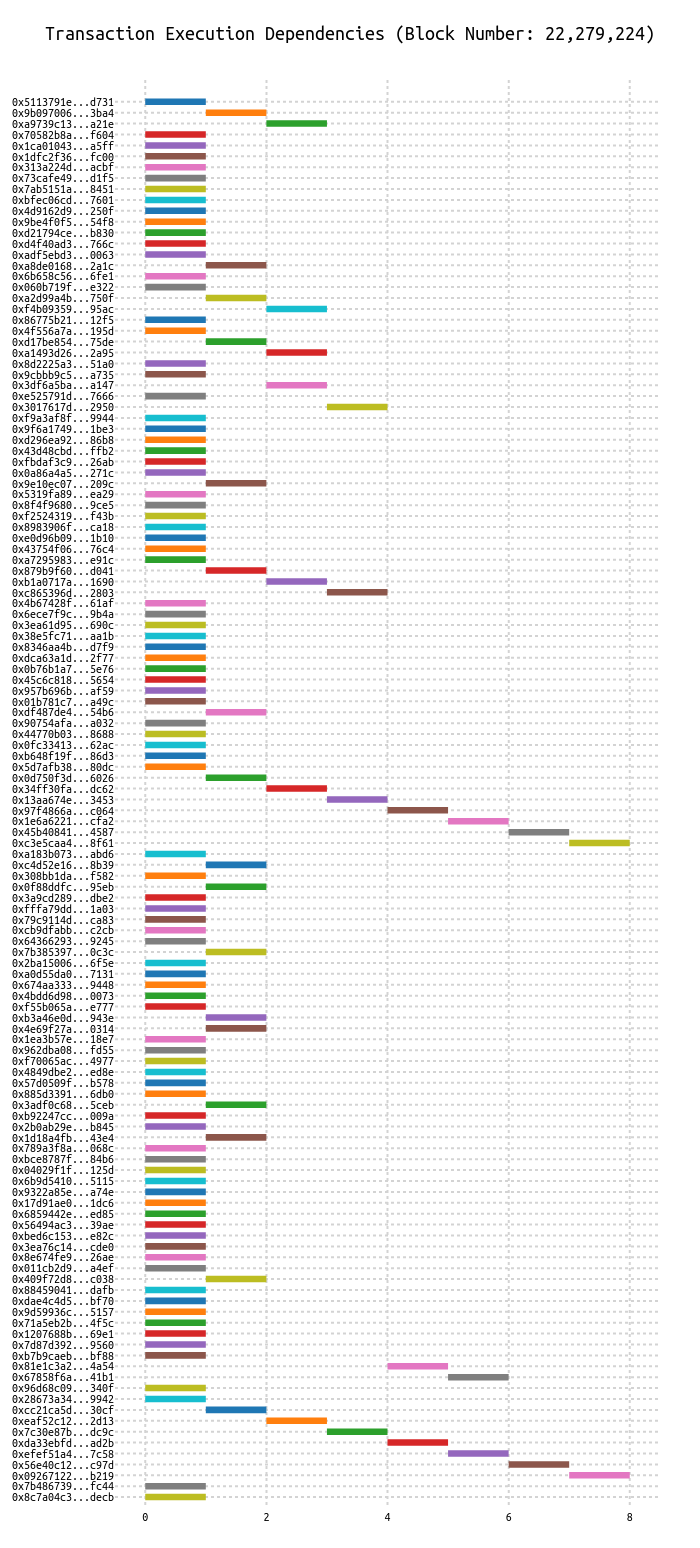 Transaction Execution Dependencies (Block Number: 22,279,224)
0x5113791e...d731
0x9b097006...3ba4
0xa9739c13...a21e
0x70582b8a...f604
0x1ca01043...a5ff
0x1dfc2f36...fc00
0x313a224d...acbf
0x73cafe49...d1f5
0x7ab5151a...8451
0xbfec06cd...7601
0x4d9162d9...250f
0x9be4f0f5...54f8
0xd21794ce...b830
0xd4f40ad3...766c
0xadf5ebd3...0063
0xa8de0168...2a1c
0x6b658c56...6fe1
0x060b719f...e322
0xa2d99a4b...750f
0xf4b09359...95ac
0x86775b21...12f5
0x4f556a7a...195d
0xd17be854...75de
0xa1493d26...2a95
0x8d2225a3...51a0
0x9cbbb9c5...a735
0x3df6a5ba...a147
0xe525791d...7666
0x3017617d...2950
0xf9a3af8f...9944
0x9f6a1749...1be3
0xd296ea92...86b8
0x43d48cbd...ffb2
0xfbdaf3c9...26ab
0x0a86a4a5...271c
0x9e10ec07...209c
0x5319fa89...ea29
0x8f4f9680...9ce5
0xf2524319...f43b
0x8983906f...ca18
0xe0d96b09...1b10
0x43754f06...76c4
0xa7295983...e91c
0x879b9f60...d041
0xb1a0717a...1690
0xc865396d...2803
0x4b67428f...61af
0x6ece7f9c...9b4a
0x3ea61d95...690c
0x38e5fc71...aa1b
0x8346aa4b...d7f9
0xdca63a1d...2f77
0x0b76b1a7...5e76
0x45c6c818...5654
0x957b696b...af59
0x01b781c7...a49c
0xdf487de4...54b6
0x90754afa...a032
0x44770b03...8688
0x0fc33413...62ac
0xb648f19f...86d3
0x5d7afb38...80dc
0x0d750f3d...6026
0x34ff30fa...dc62
0x13aa674e...3453
0x97f4866a...c064
0x1e6a6221...cfa2
0x45b40841...4587
0xc3e5caa4...8f61
0xa183b073...abd6
0xc4d52e16...8b39
0x308bb1da...f582
0x0f88ddfc...95eb
0x3a9cd289...dbe2
0xfffa79dd...1a03
0x79c9114d...ca83
0xcb9dfabb...c2cb
0x64366293...9245
0x7b385397...0c3c
0x2ba15006...6f5e
0xa0d55da0...7131
0x674aa333...9448
0x4bdd6d98...0073
0xf55b065a...e777
0xb3a46e0d...943e
0x4e69f27a...0314
0x1ea3b57e...18e7
0x962dba08...fd55
0xf70065ac...4977
0x4849dbe2...ed8e
0x57d0509f...b578
0x885d3391...6db0
0x3adf0c68...5ceb
0xb92247cc...009a
0x2b0ab29e...b845
0x1d18a4fb...43e4
0x789a3f8a...068c
0xbce8787f...84b6
0x04029f1f...125d
0x6b9d5410...5115
0x9322a85e...a74e
0x17d91ae0...1dc6
0x6859442e...ed85
0x56494ac3...39ae
0xbed6c153...e82c
0x3ea76c14...cde0
0x8e674fe9...26ae
0x011cb2d9...a4ef
0x409f72d8...c038
0x88459041...dafb
0xdae4c4d5...bf70
0x9d59936c...5157
0x71a5eb2b...4f5c
0x1207688b...69e1
0x7d87d392...9560
0xb7b9caeb...bf88
0x81e1c3a2...4a54
0x67858f6a...41b1
0x96d68c09...340f
0x28673a34...9942
0xcc21ca5d...30cf
0xeaf52c12...2d13
0x7c30e87b...dc9c
0xda33ebfd...ad2b
0xefef51a4...7c58
0x56e40c12...c97d
0x09267122...b219
0x7b486739...fc44
0x8c7a04c3...decb
0 2 4 6 8